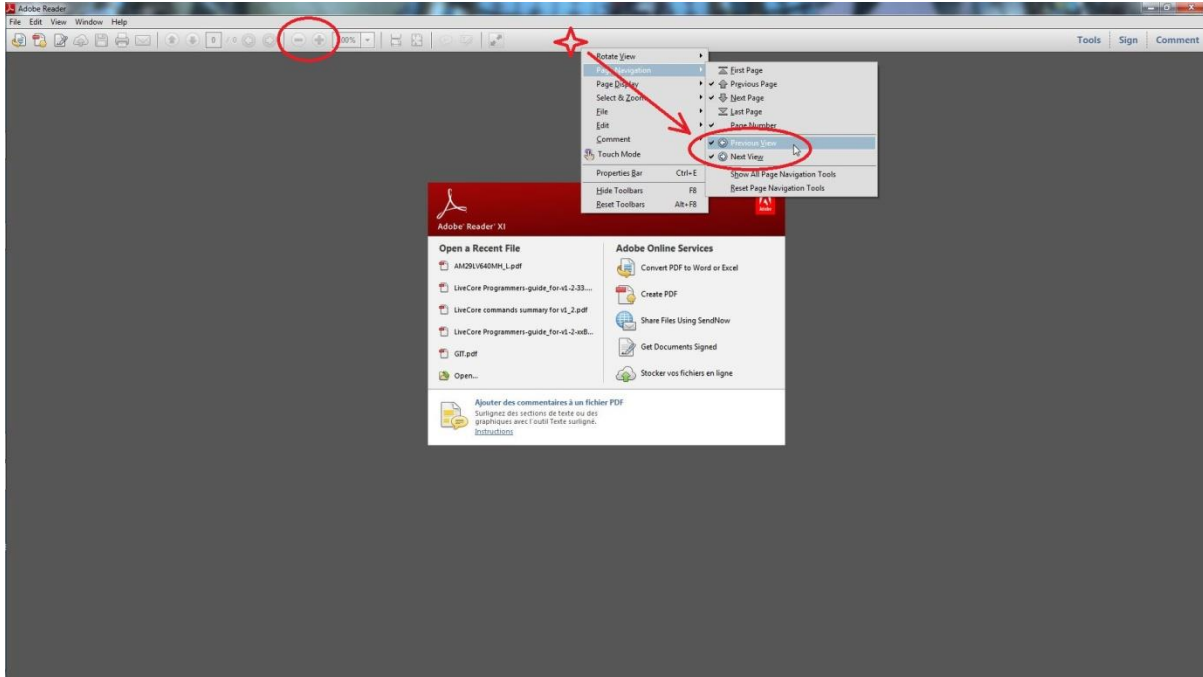 Adobe Reader
File Edit View Window Help
0 / 0 100% Tools Sign Comment
Rotate View
Page Navigation
Page Display
Select & Zoom
File
Edit
Comment
Touch Mode
Properties Bar Ctrl+E
Hide Toolbars F8
Reset Toolbars Alt+F8
First Page
Previous Page
Next Page
Last Page
Page Number
Previous View
Next View
Show All Page Navigation Tools
Reset Page Navigation Tools
Adobe Reader XI
Adobe
Open a Recent File
AM29LV640MH_L.pdf
LiveCore Programmers-guide_for-v1-2-33....
LiveCore commands summary for v1_2.pdf
LiveCore Programmers-guide_for-v1-2-xxB...
GIT.pdf
Open...
Adobe Online Services
Convert PDF to Word or Excel
Create PDF
Share Files Using SendNow
Get Documents Signed
Stocker vos fichiers en ligne
Ajouter des commentaires à un fichier PDF
Surlignez des sections de texte ou des
graphiques avec l'outil Texte surligné.
Instructions